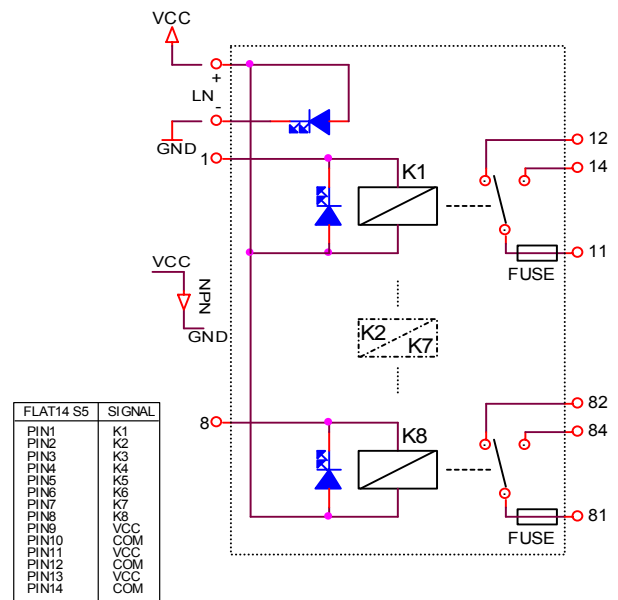 VCC
+
LN
-
GND
1
K1
12
14
11
FUSE
VCC
NPN
GND
K2
K7
8
K8
82
84
81
FUSE
FLAT14 S5 SIGNAL
PIN1 K1
PIN2 K2
PIN3 K3
PIN4 K4
PIN5 K5
PIN6 K6
PIN7 K7
PIN8 K8
PIN9 VCC
PIN10 COM
PIN11 VCC
PIN12 COM
PIN13 VCC
PIN14 COM